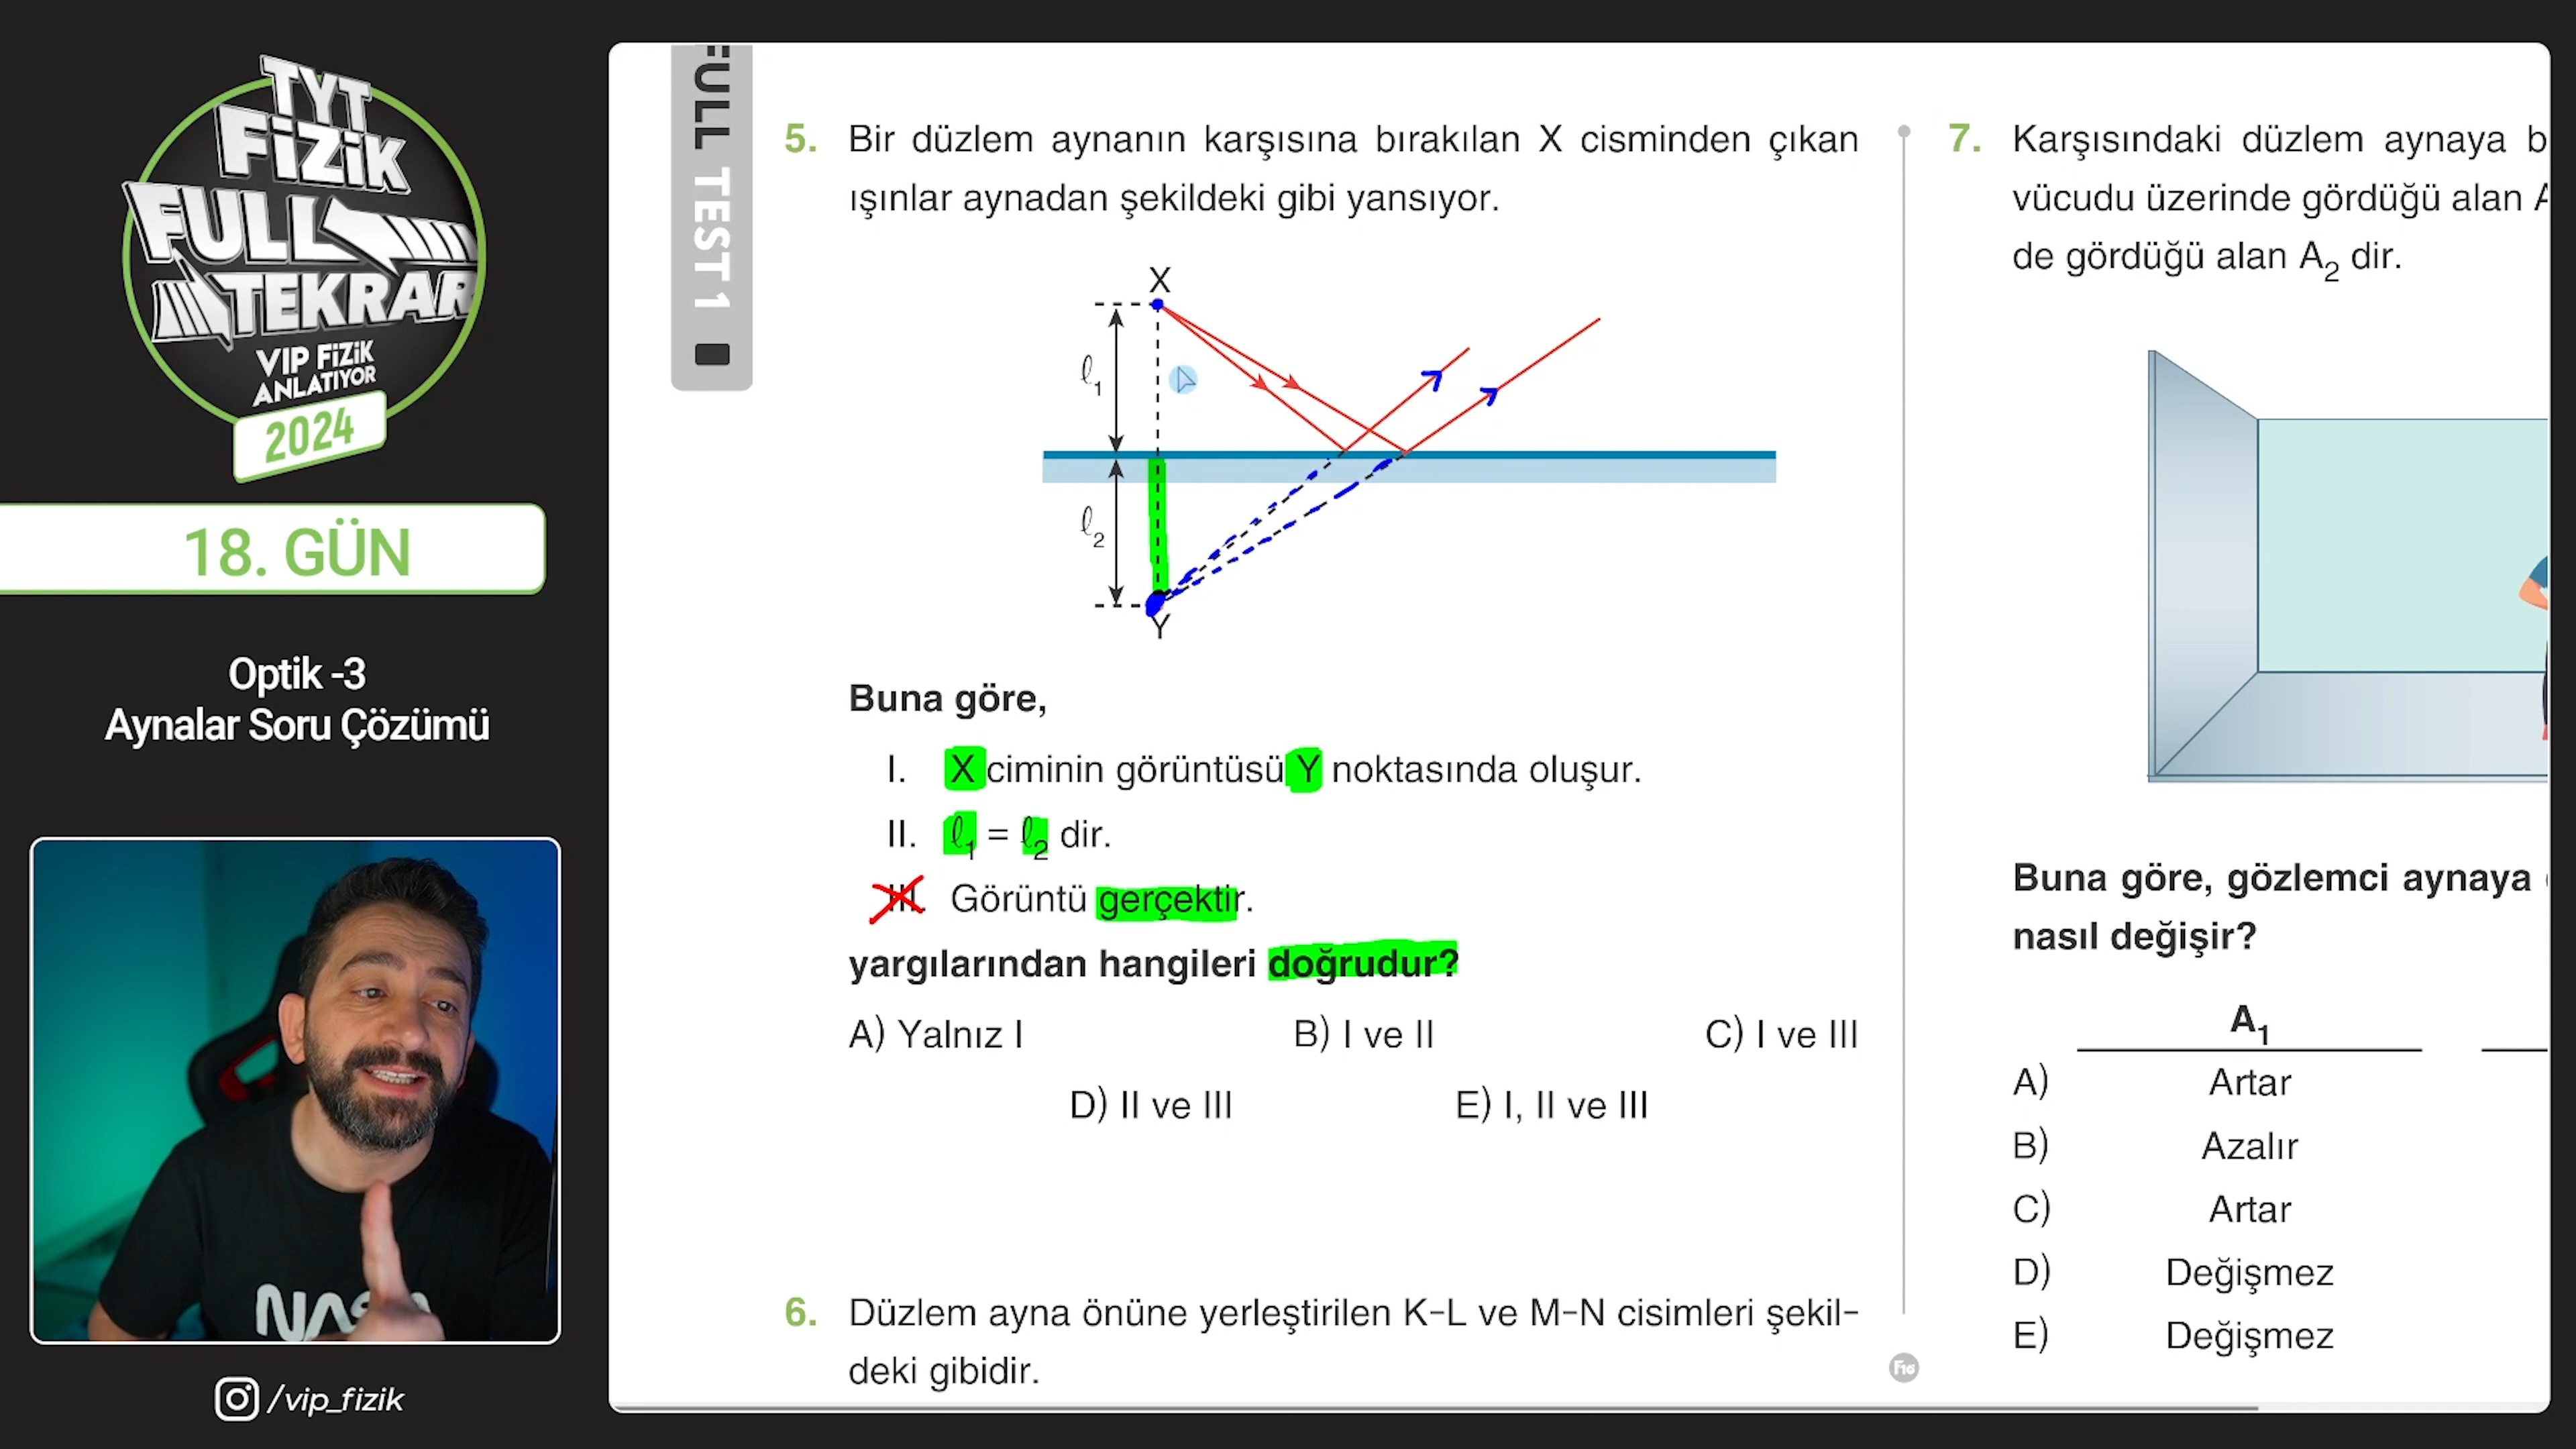 TYT
FİZİK
FULL
TEKRAR
VIP FİZİK
ANLATIYOR
2024
18. GÜN
Optik -3
Aynalar Soru Çözümü
NASA
/vip_fizik
FULL TEST 1
5. Bir düzlem aynanın karşısına bırakılan X cisminden çıkan
ışınlar aynadan şekildeki gibi yansıyor.
X
ℓ1
ℓ2
Y
Buna göre,
I. X ciminin görüntüsü Y noktasında oluşur.
II. ℓ1 = ℓ2 dir.
III. Görüntü gerçektir.
yargılarından hangileri doğrudur?
A) Yalnız I B) I ve II C) I ve III
D) II ve III E) I, II ve III
6. Düzlem ayna önüne yerleştirilen K-L ve M-N cisimleri şekil-
deki gibidir.
F16
7. Karşısındaki düzlem aynaya b
vücudu üzerinde gördüğü alan A
de gördüğü alan A2 dir.
Buna göre, gözlemci aynaya
nasıl değişir?
A1
A) Artar
B) Azalır
C) Artar
D) Değişmez
E) Değişmez